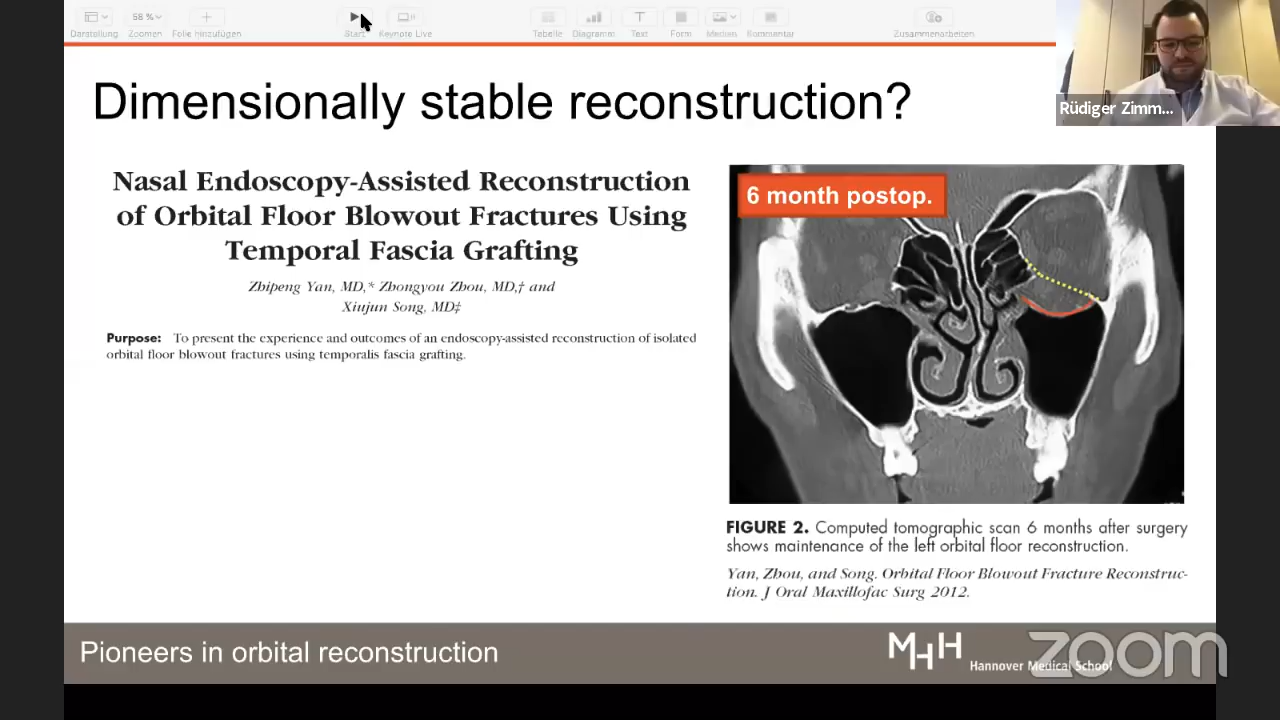 Darstellung
58 %
Zoomen
Folie hinzufügen
Start
Keynote Live
Tabelle
Diagramm
Text
Form
Medien
Kommentar
Zusammenarbeiten
Rüdiger Zimm...
Dimensionally stable reconstruction?
Nasal Endoscopy-Assisted Reconstruction
of Orbital Floor Blowout Fractures Using
Temporal Fascia Grafting
Zhipeng Yan, MD,* Zhongyou Zhou, MD,† and
Xiujun Song, MD‡
Purpose: To present the experience and outcomes of an endoscopy-assisted reconstruction of isolated
orbital floor blowout fractures using temporalis fascia grafting.
6 month postop.
FIGURE 2. Computed tomographic scan 6 months after surgery
shows maintenance of the left orbital floor reconstruction.
Yan, Zhou, and Song. Orbital Floor Blowout Fracture Reconstruc-
tion. J Oral Maxillofac Surg 2012.
Pioneers in orbital reconstruction
MHH
Hannover Medical School
zoom